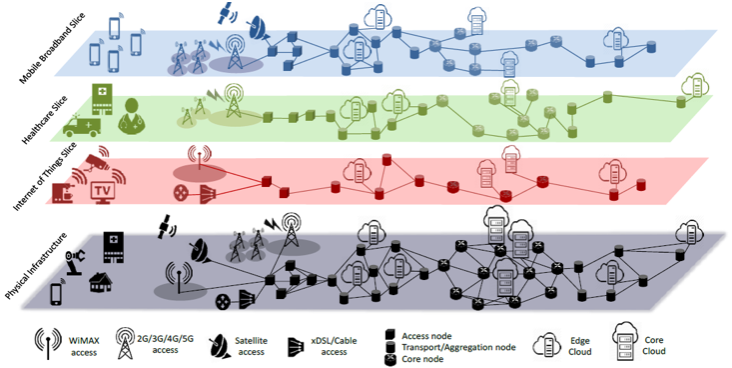 Mobile Broadband Slice
Healthcare Slice
Internet of Things Slice
TV
Physical Infrastructure
WiMAX
access
2G/3G/4G/5G
access
Satellite
access
xDSL/Cable
access
Access node
Transport/Aggregation node
Core node
Edge
Cloud
Core
Cloud